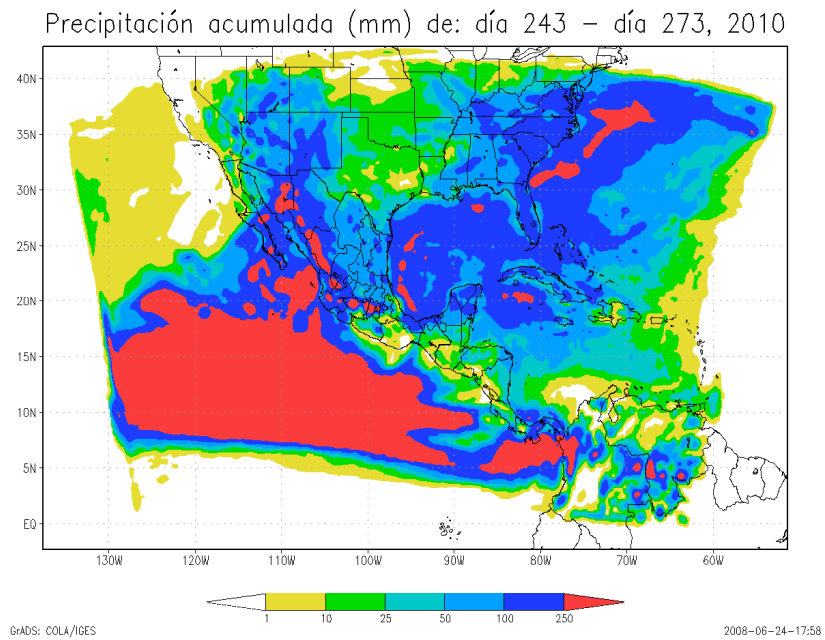 Precipitación acumulada (mm) de: día 243 – día 273, 2010
40N
35N
30N
25N
20N
15N
10N
5N
EQ
130W 120W 110W 100W 90W 80W 70W 60W
1 10 25 50 100 250
GrADS: COLA/IGES 2008-06-24-17:58